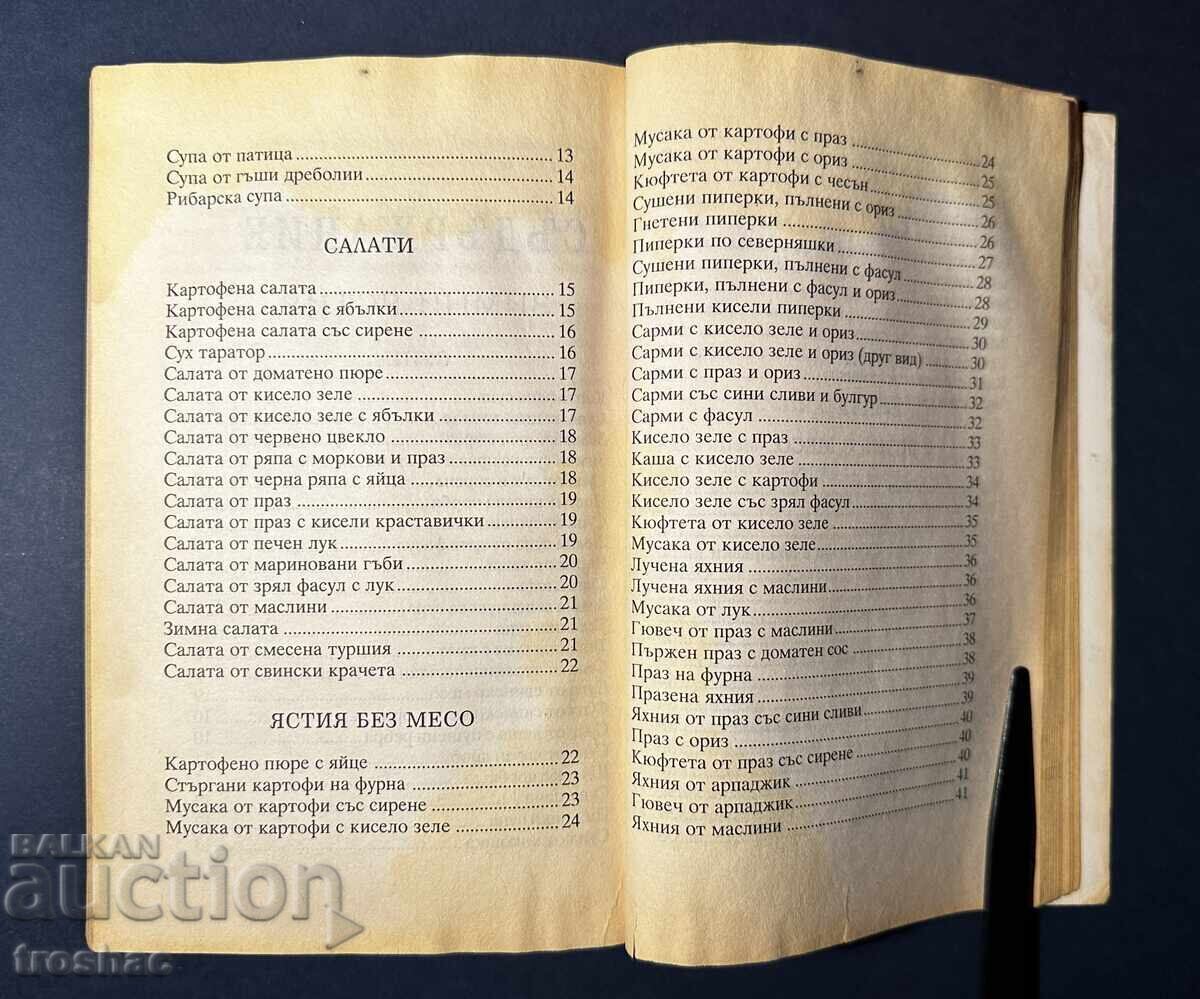 Супа от патица 13
Супа от гъши дреболии 14
Рибарска супа 14
САЛАТИ
Картофена салата 15
Картофена салата с ябълки 15
Картофена салата със сирене 16
Сух таратор 16
Салата от доматено пюре 17
Салата от кисело зеле 17
Салата от кисело зеле с ябълки 17
Салата от червено цвекло 18
Салата от ряпа с моркови и праз 18
Салата от черна ряпа с яйца 18
Салата от праз 19
Салата от праз с кисели краставички 19
Салата от печен лук 19
Салата от мариновани гъби 20
Салата от зрял фасул с лук 20
Салата от маслини 21
Зимна салата 21
Салата от смесена туршия 21
Салата от свински крачета 22
ЯСТИЯ БЕЗ МЕСО
Картофено пюре с яйце 22
Стъргани картофи на фурна 23
Мусака от картофи със сирене 23
Мусака от картофи с кисело зеле 24
Мусака от картофи с праз 24
Мусака от картофи с ориз 25
Кюфтета от картофи с чесън 25
Сушени пиперки, пълнени с ориз 26
Гнетени пиперки 26
Пиперки по северняшки 27
Сушени пиперки, пълнени с фасул 28
Пиперки, пълнени с фасул и ориз 28
Пълнени кисели пиперки 29
Сарми с кисело зеле и ориз 30
Сарми с кисело зеле и ориз (друг вид) 30
Сарми с праз и ориз 31
Сарми със сини сливи и булгур 32
Сарми с фасул 32
Кисело зеле с праз 33
Каша с кисело зеле 33
Кисело зеле с картофи 34
Кисело зеле със зрял фасул 34
Кюфтета от кисело зеле 35
Мусака от кисело зеле 35
Лучена яхния 36
Лучена яхния с маслини 36
Мусака от лук 36
Гювеч от праз с маслини 37
Пържен праз с доматен сос 38
Праз на фурна 38
Празена яхния 39
Яхния от праз със сини сливи 39
Праз с ориз 40
Кюфтета от праз със сирене 40
Яхния от арпаджик 40
Гювеч от арпаджик 41
Яхния от маслини 41
BALKAN
auction
troshac